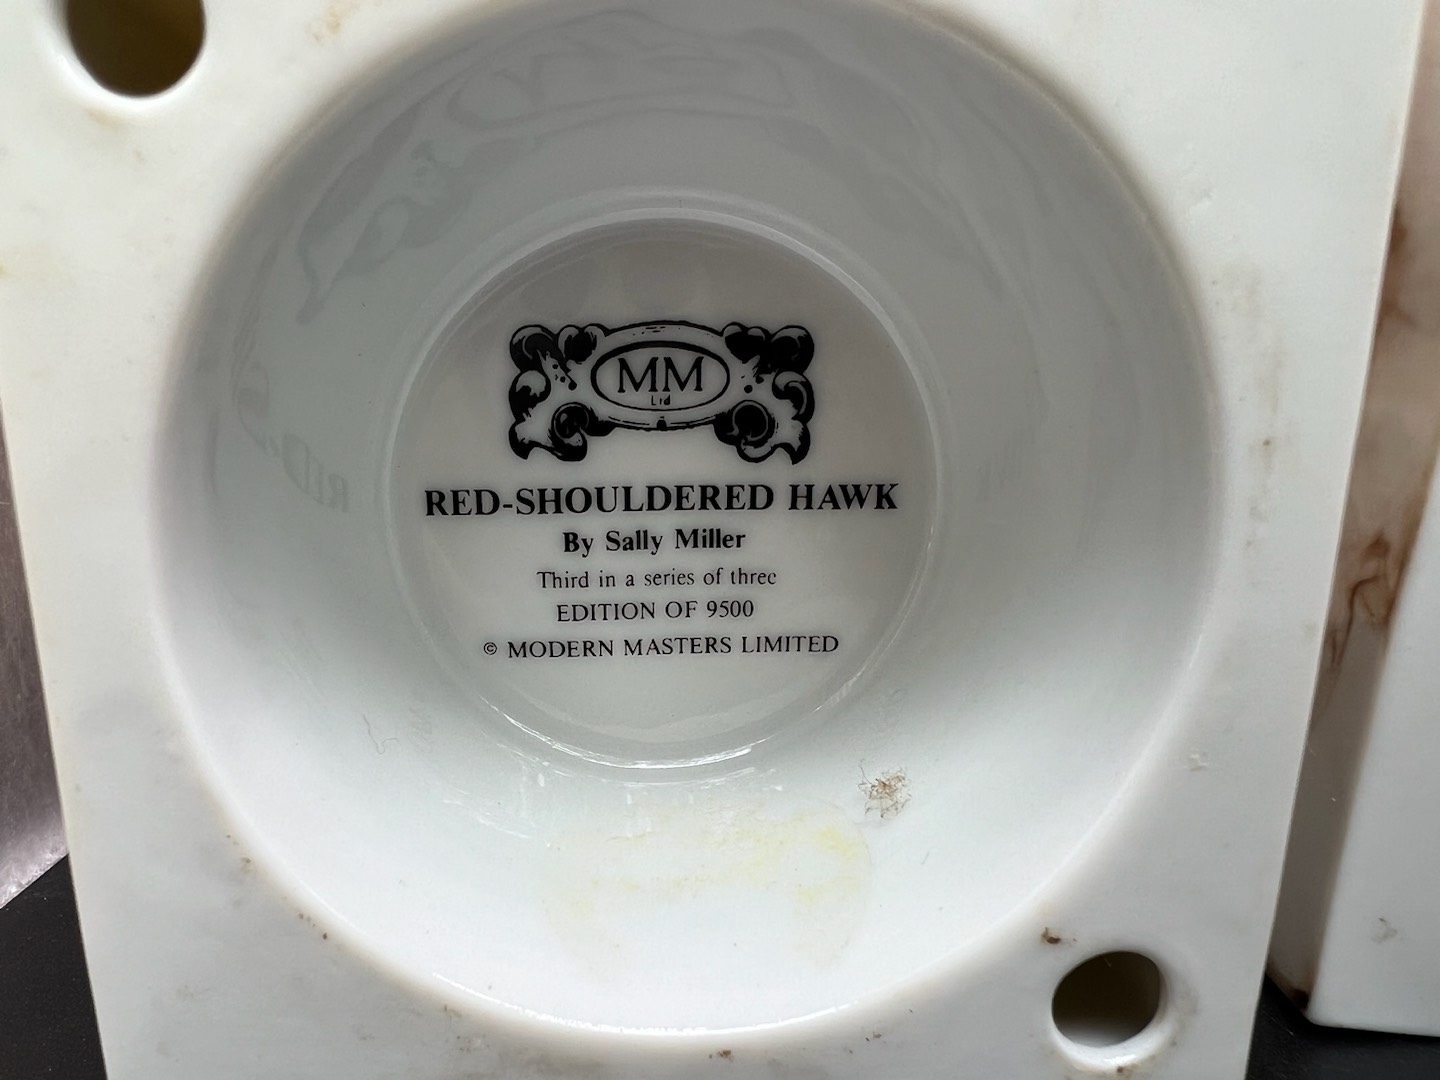 MM
Ltd
RED-SHOULDERED HAWK
By Sally Miller
Third in a series of three
EDITION OF 9500
© MODERN MASTERS LIMITED